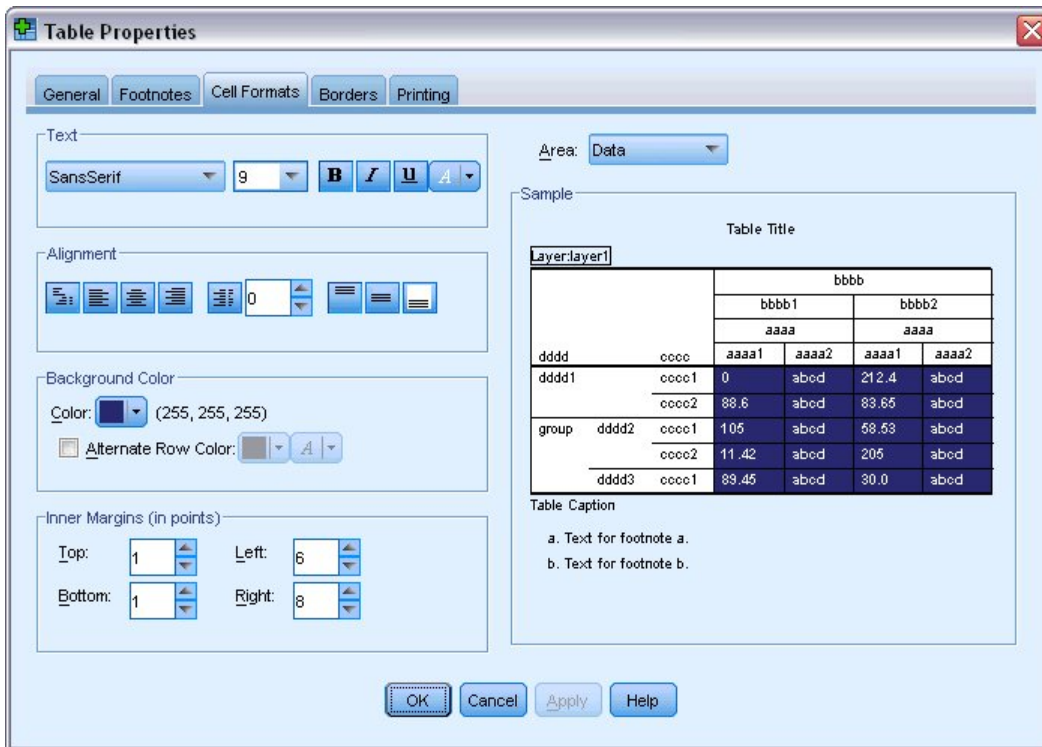 Table Properties
General Footnotes Cell Formats Borders Printing
Text
SansSerif 9 B I U A
Alignment
0
Background Color
Color: (255, 255, 255)
Alternate Row Color: A
Inner Margins (in points)
Top: 1 Left: 6
Bottom: 1 Right: 8
Area: Data
Sample
Table Title
Layer:layer1
bbbb
bbbb1 bbbb2
aaaa aaaa
dddd cccc aaaa1 aaaa2 aaaa1 aaaa2
dddd1 cccc1 0 abcd 212.4 abcd
cccc2 88.6 abcd 83.65 abcd
group dddd2 cccc1 105 abcd 58.53 abcd
cccc2 11.42 abcd 205 abcd
dddd3 cccc1 89.45 abcd 30.0 abcd
Table Caption
a. Text for footnote a.
b. Text for footnote b.
OK Cancel Apply Help